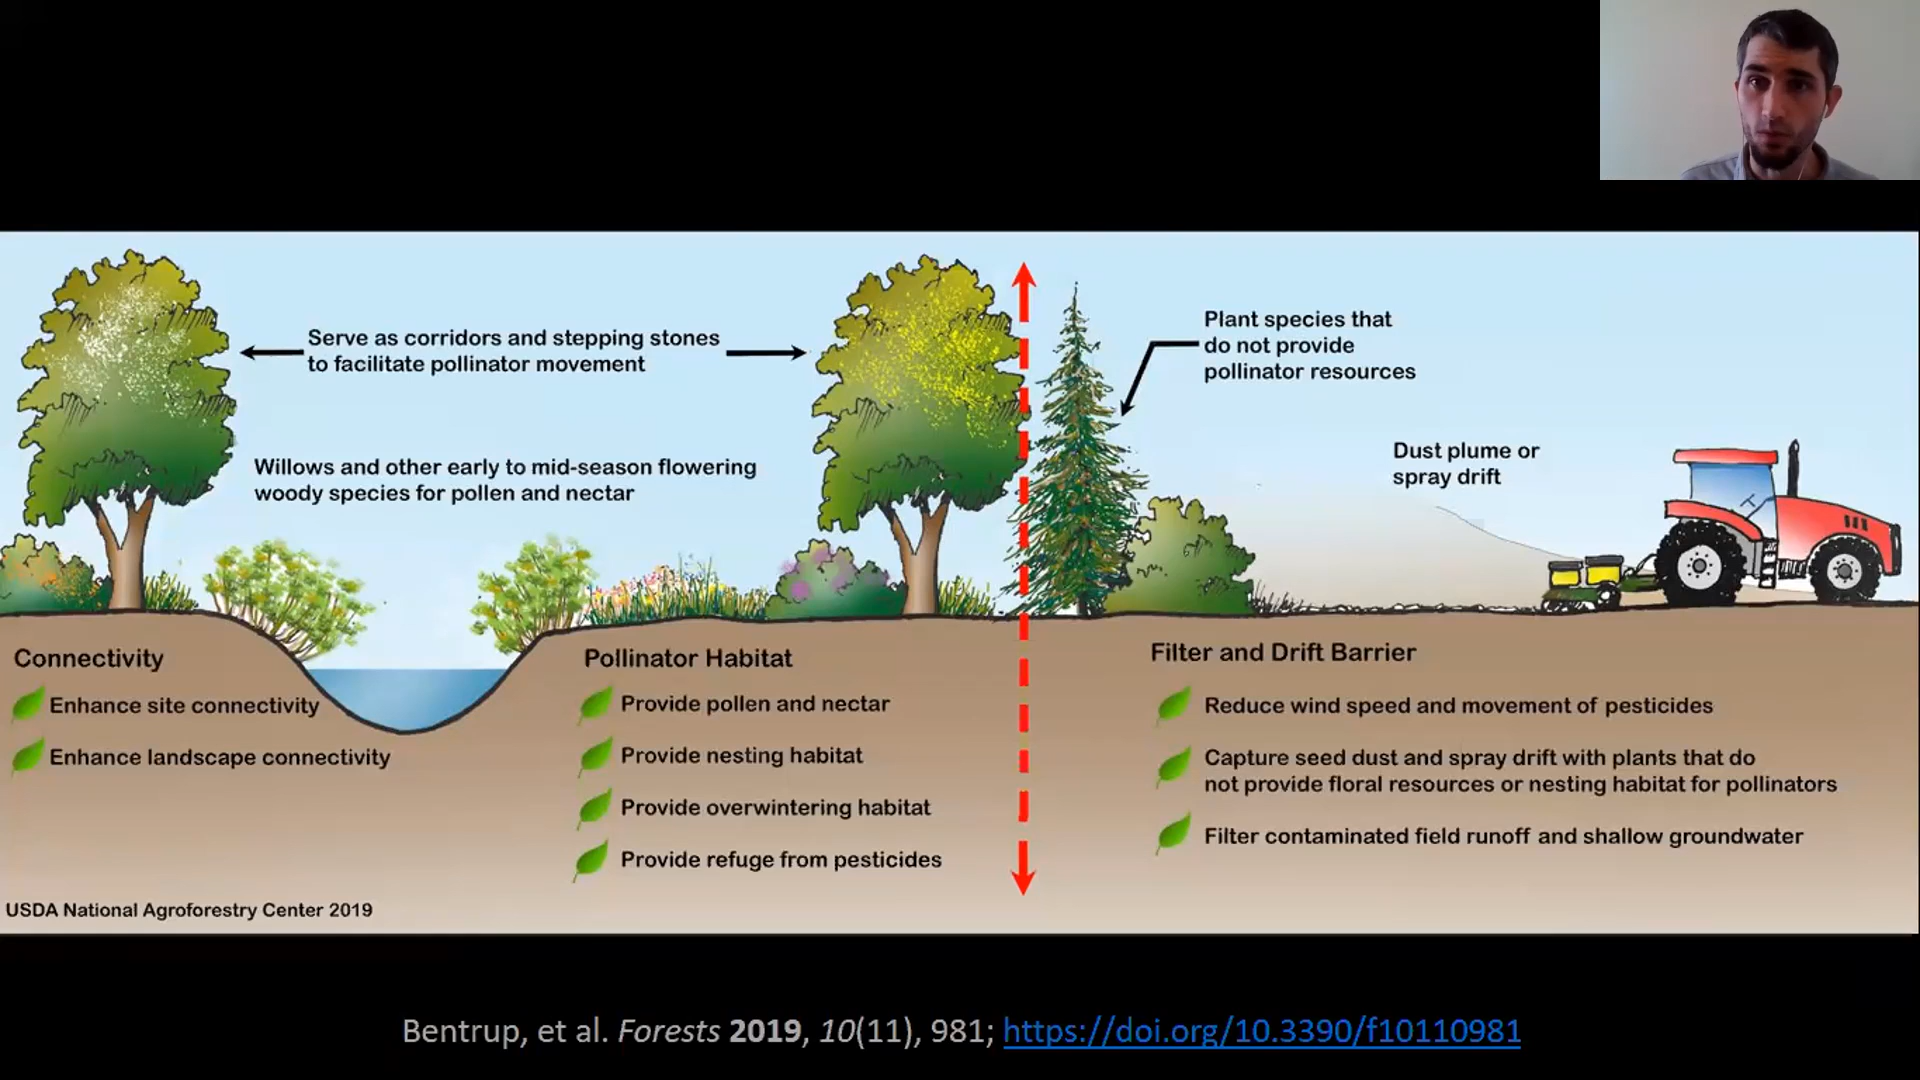 Serve as corridors and stepping stones
to facilitate pollinator movement
Willows and other early to mid-season flowering
woody species for pollen and nectar
Plant species that
do not provide
pollinator resources
Dust plume or
spray drift
Connectivity
Enhance site connectivity
Enhance landscape connectivity
Pollinator Habitat
Provide pollen and nectar
Provide nesting habitat
Provide overwintering habitat
Provide refuge from pesticides
Filter and Drift Barrier
Reduce wind speed and movement of pesticides
Capture seed dust and spray drift with plants that do
not provide floral resources or nesting habitat for pollinators
Filter contaminated field runoff and shallow groundwater
USDA National Agroforestry Center 2019
Bentrup, et al. Forests 2019, 10(11), 981; https://doi.org/10.3390/f10110981